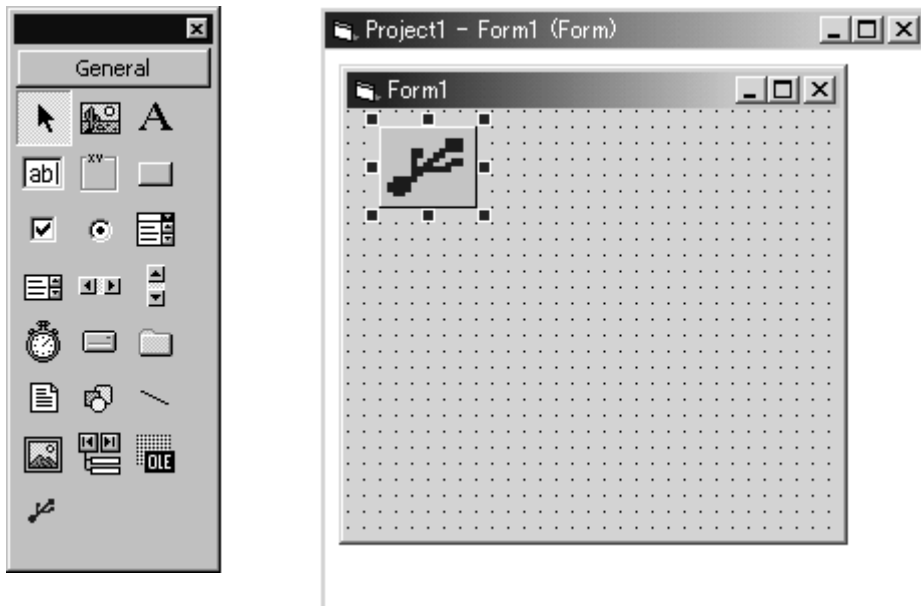 General
A
abl
XY
OLE
Project1 - Form1 (Form)
Form1